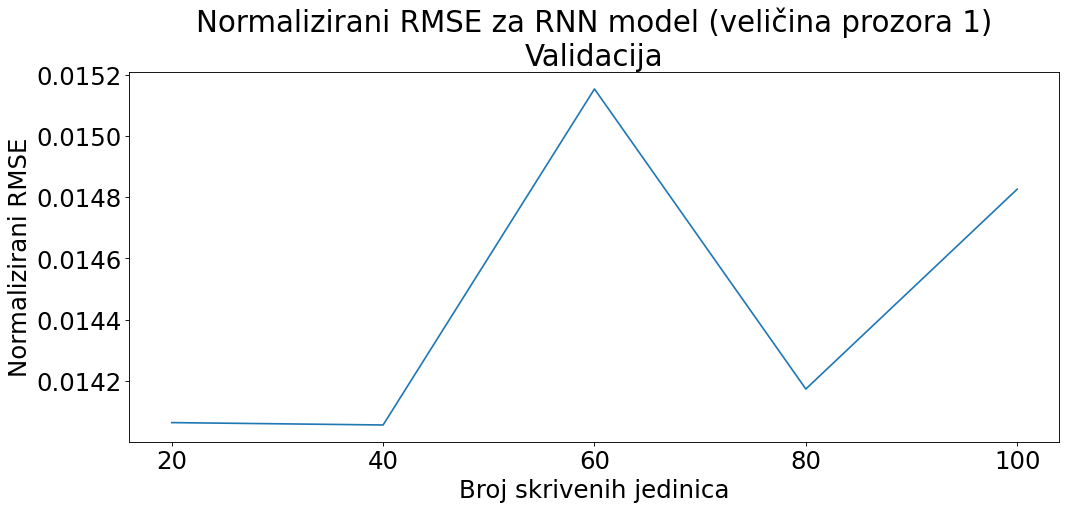 Normalizirani RMSE za RNN model (veličina prozora 1)
Validacija
Normalizirani RMSE
0.0152
0.0150
0.0148
0.0146
0.0144
0.0142
20 40 60 80 100
Broj skrivenih jedinica